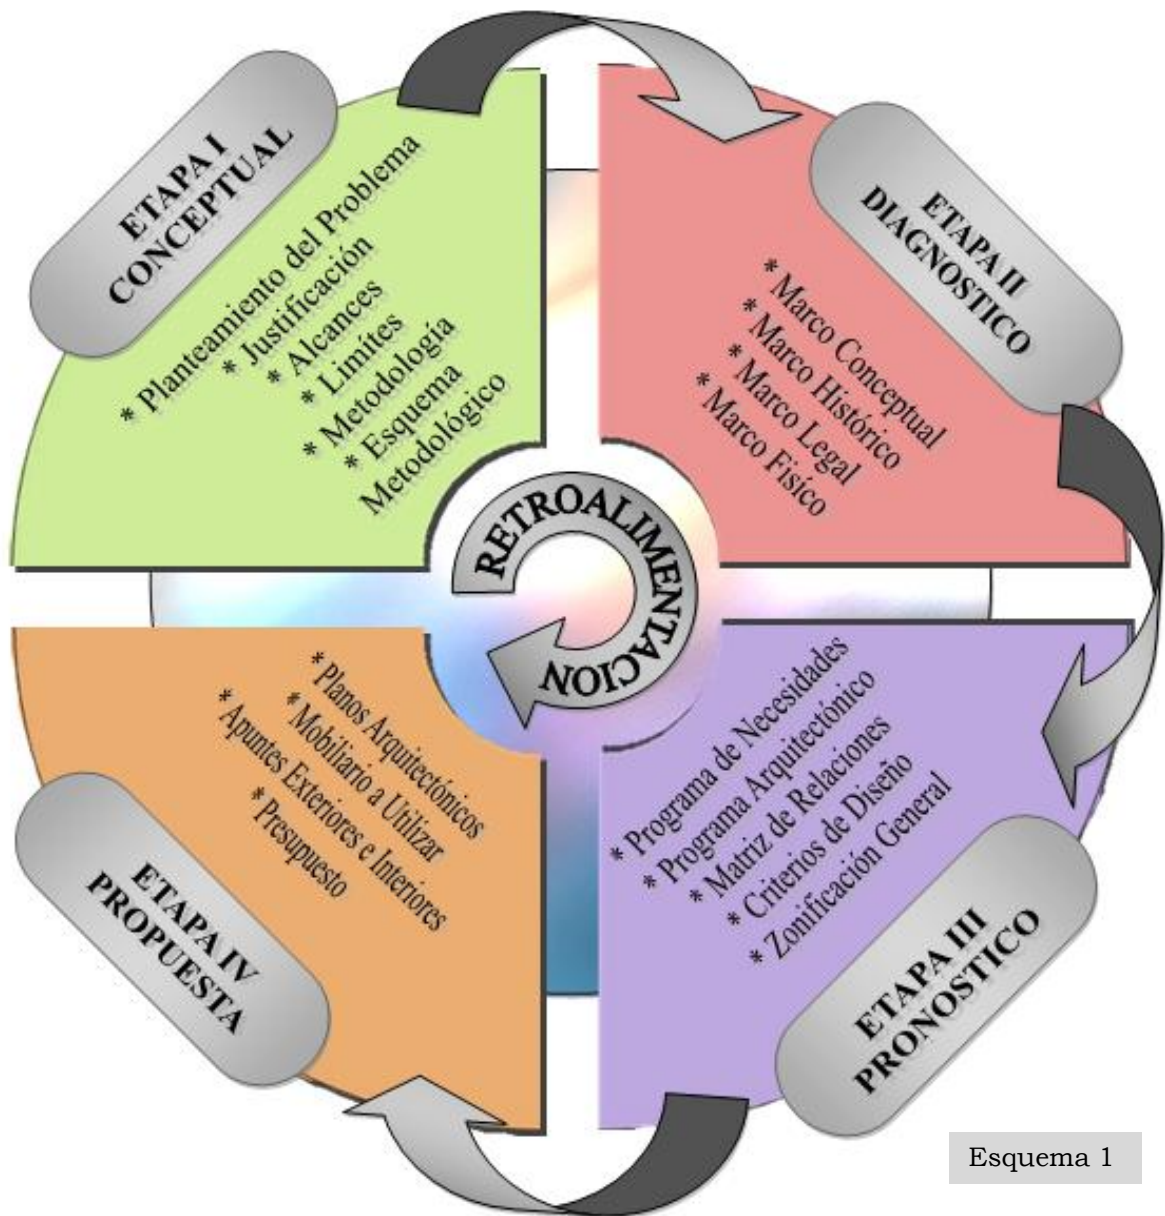 ETAPA I
CONCEPTUAL
* Planteamiento del Problema
* Justificación
* Alcances
* Limítes
* Metodología
* Esquema
Metodológico
ETAPA II
DIAGNOSTICO
* Marco Conceptual
* Marco Histórico
* Marco Legal
* Marco Fisíco
RETROALIMENTACION
* Programa de Necesidades
* Programa Arquitectónico
* Matriz de Relaciones
* Criterios de Diseño
* Zonificación General
ETAPA III
PRONOSTICO
* Planos Arquitectónicos
* Mobiliario a Utilizar
* Apuntes Exteriores e Interiores
* Presupuesto
ETAPA IV
PROPUESTA
Esquema 1